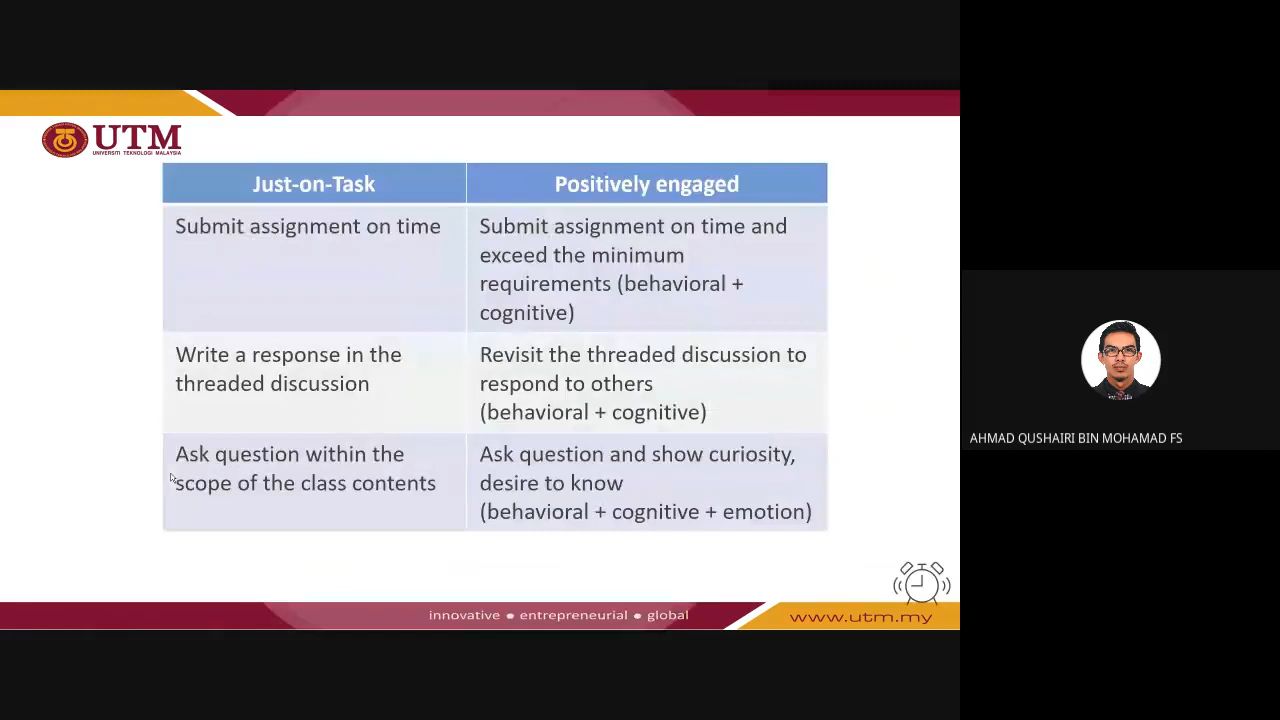 UTM
UNIVERSITI TEKNOLOGI MALAYSIA
Just-on-Task
Positively engaged
Submit assignment on time
Submit assignment on time and
exceed the minimum
requirements (behavioral +
cognitive)
Write a response in the
threaded discussion
Revisit the threaded discussion to
respond to others
(behavioral + cognitive)
Ask question within the
scope of the class contents
Ask question and show curiosity,
desire to know
(behavioral + cognitive + emotion)
AHMAD QUSHAIRI BIN MOHAMAD FS
innovative ● entrepreneurial ● global
www.utm.my